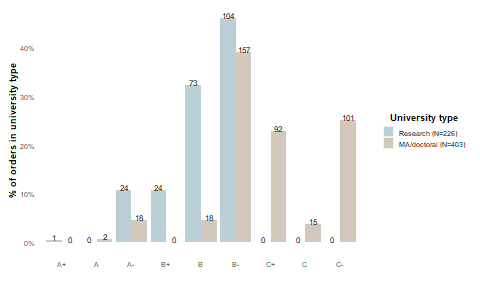 104
40%
157
73
30%
92
101
20%
24
24
10%
18
18
15
1
0
0
2
0
0
0
0
0%
A+
A
A-
B+
B
B-
C+
C
C-
% of orders in university type
University type
Research (N=226)
MA/doctoral (N=403)